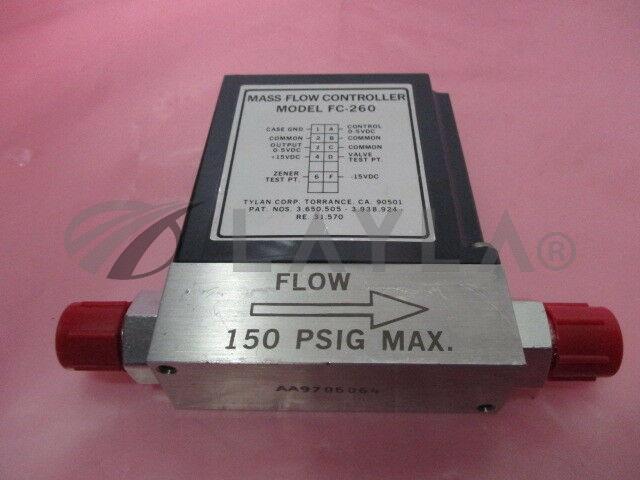 MASS FLOW CONTROLLER
MODEL FC-260
CASE GND 1 A CONTROL 0-5VDC
COMMON 2 B COMMON
OUTPUT 0-5VDC 3 C COMMON
+15VDC 4 D VALVE TEST PT.
ZENER TEST PT. 6 F -15VDC
TYLAN CORP. TORRANCE, CA. 90501
PAT. NOS. 3,650,505 - 3,938,924
RE. 31,570
LAYLA®
FLOW
150 PSIG MAX.
AA9705064